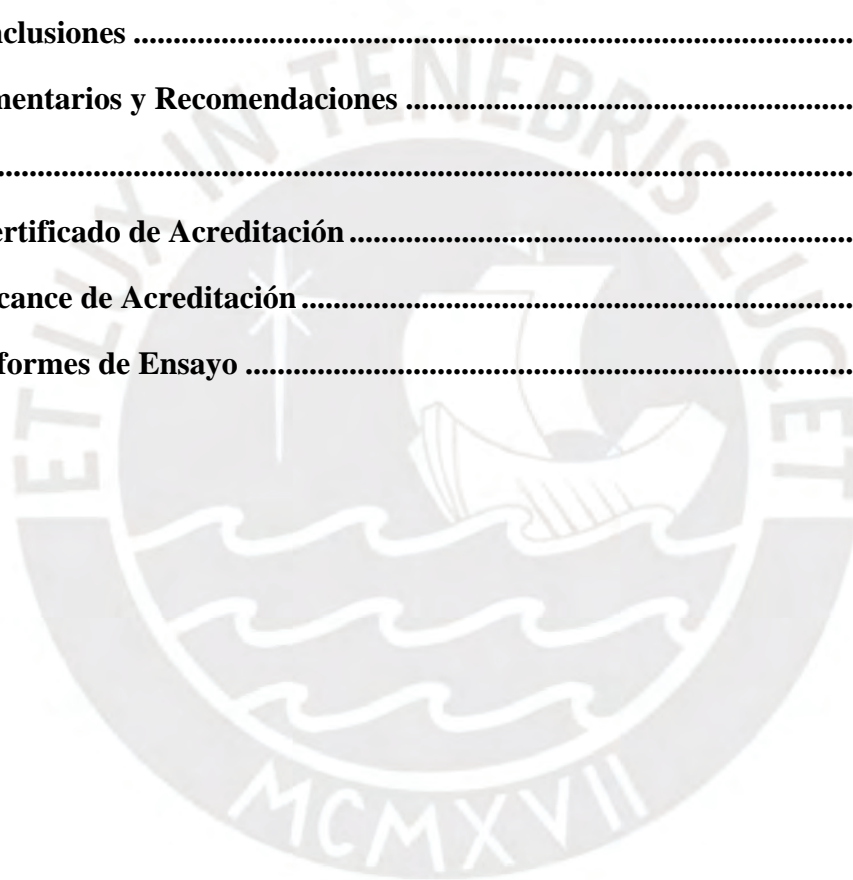 nclusiones ................................................................................................
mentarios y Recomendaciones ........................................................
................................................................................................................
ertificado de Acreditación ...............................................................
cance de Acreditación .....................................................................
formes de Ensayo ............................................................................
ET LUX IN TENEBRIS LUCET
MCMXVII